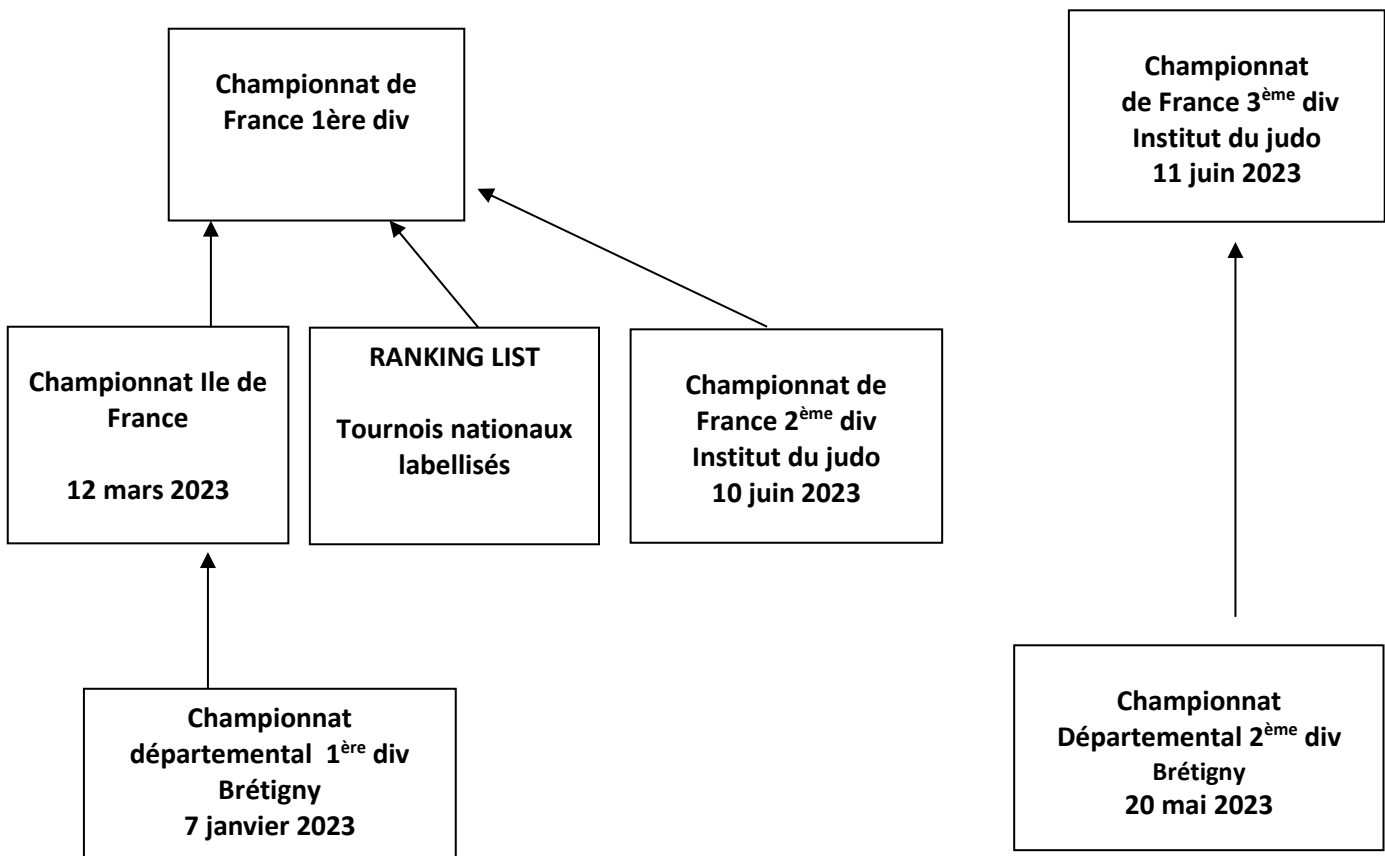 Championnat de
France 1ère div
Championnat
de France 3ème div
Institut du judo
11 juin 2023
Championnat Ile de
France
12 mars 2023
RANKING LIST
Tournois nationaux
labellisés
Championnat de
France 2ème div
Institut du judo
10 juin 2023
Championnat
départemental 1ère div
Brétigny
7 janvier 2023
Championnat
Départemental 2ème div
Brétigny
20 mai 2023